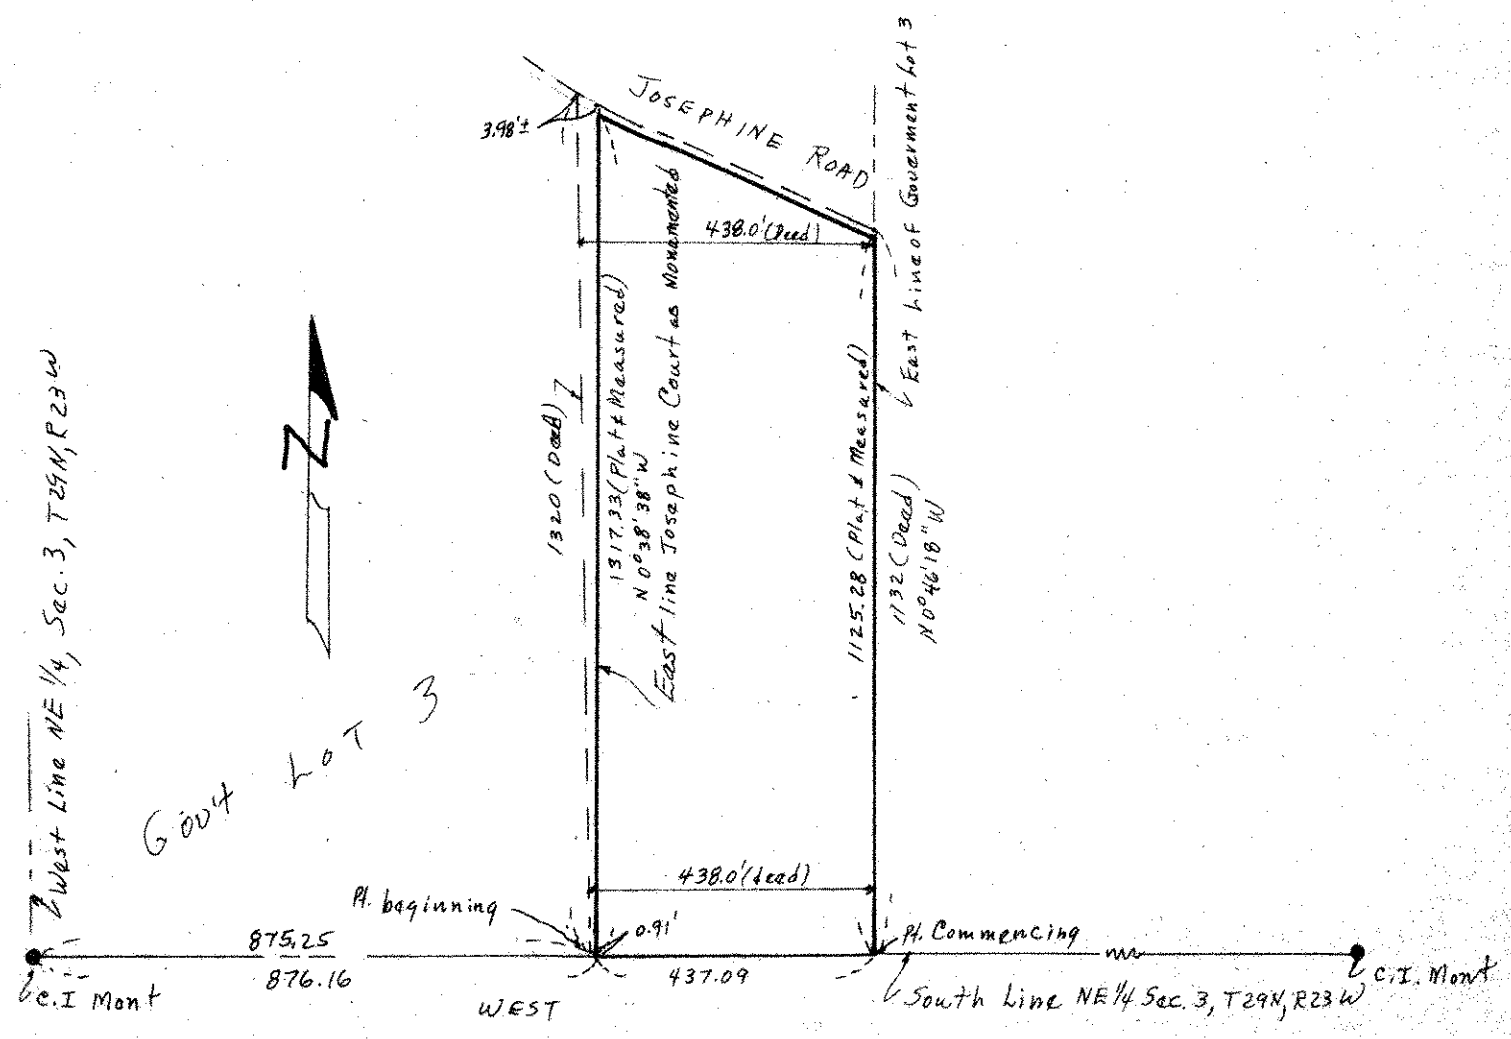 JOSEPHINE ROAD
3.98'±
438.0' (Deed)
East Line of Government Lot 3
West Line NE 1/4, Sec. 3, T29N, R23W
N
1320 (Deed)
1317.33 (Plat & Measured)
N 0°38'38" W
East line Josephine Court as Monumented
1125.28 (Plat & Measured)
1132 (Deed)
N 0°46'18" W
Gov't LOT 3
438.0' (deed)
Pt. beginning
0.91'
Pt. Commencing
875.25
876.16
437.09
WEST
C.I Mont
C.I. Mont
South Line NE 1/4 Sec. 3, T29N, R23W